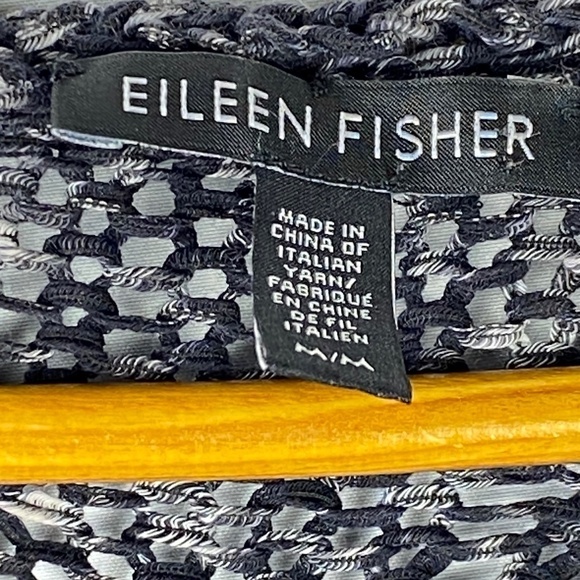 EILEEN FISHER
MADE IN
CHINA OF
ITALIAN
YARN/
FABRIQUÉ
EN CHINE
DE FIL
ITALIEN
M/M